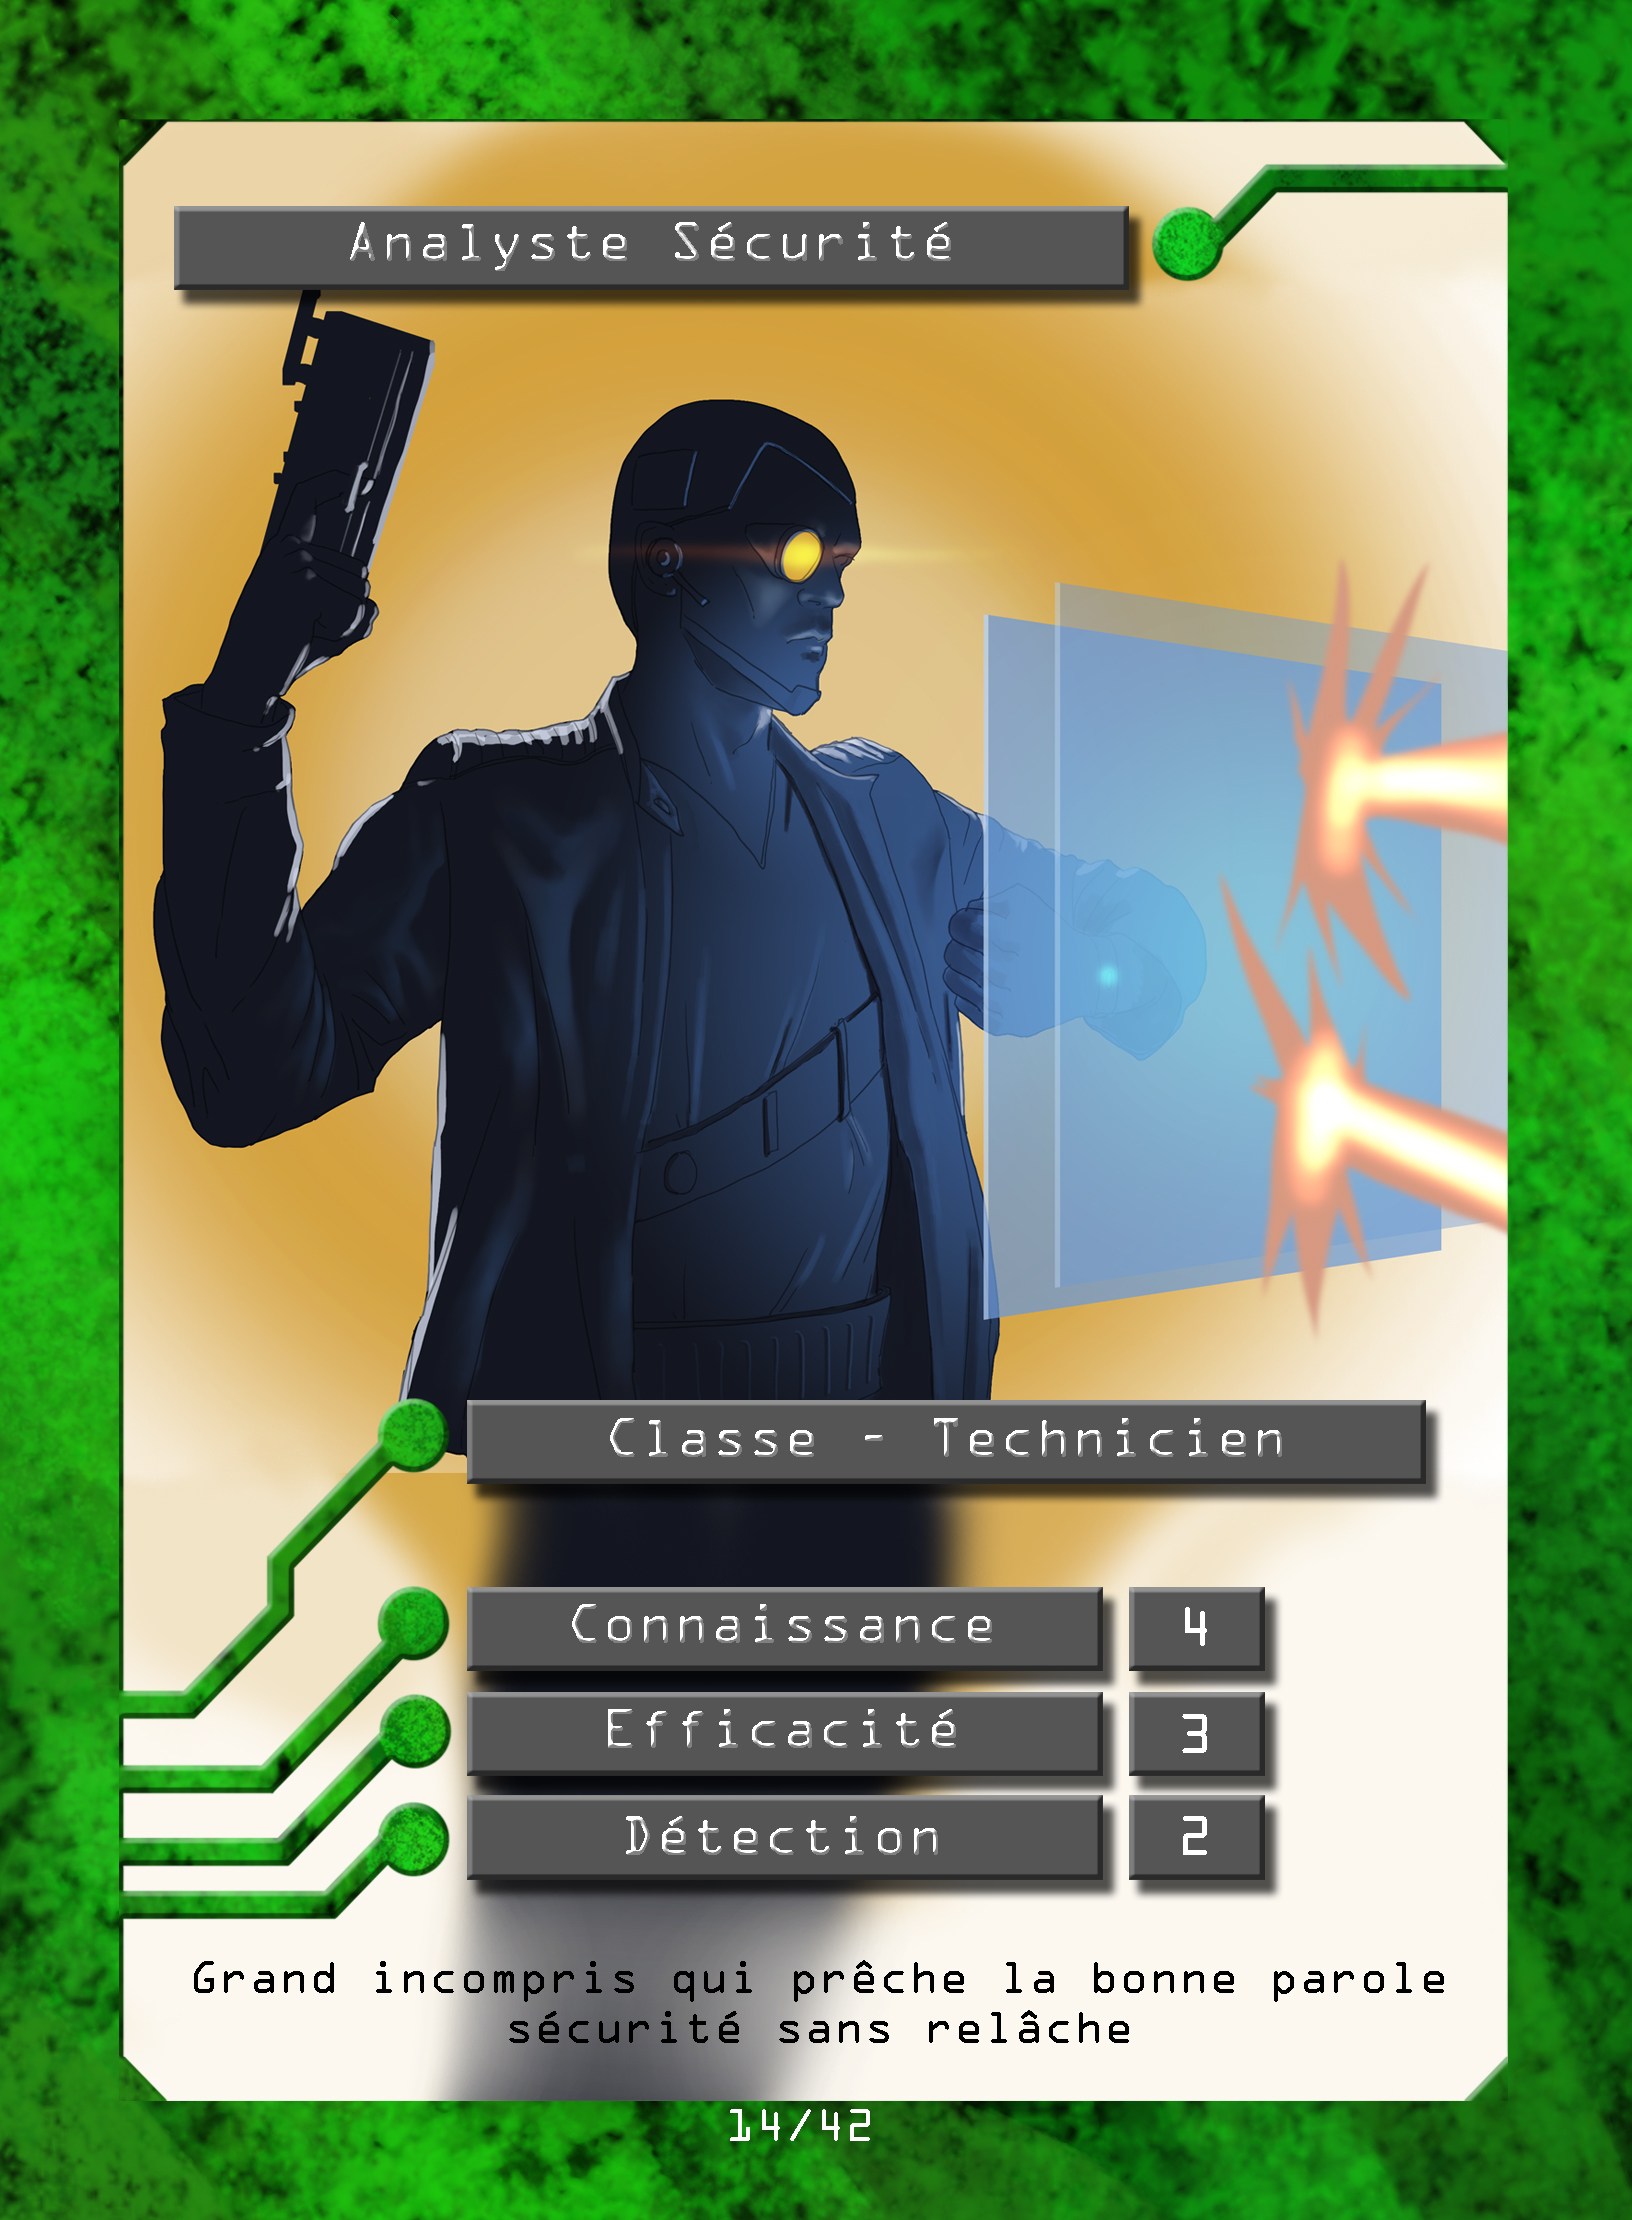 Analyste Sécurité
Classe - Technicien
Connaissance 4
Efficacité 3
Détection 2
Grand incompris qui prêche la bonne parole
sécurité sans relâche
14/42